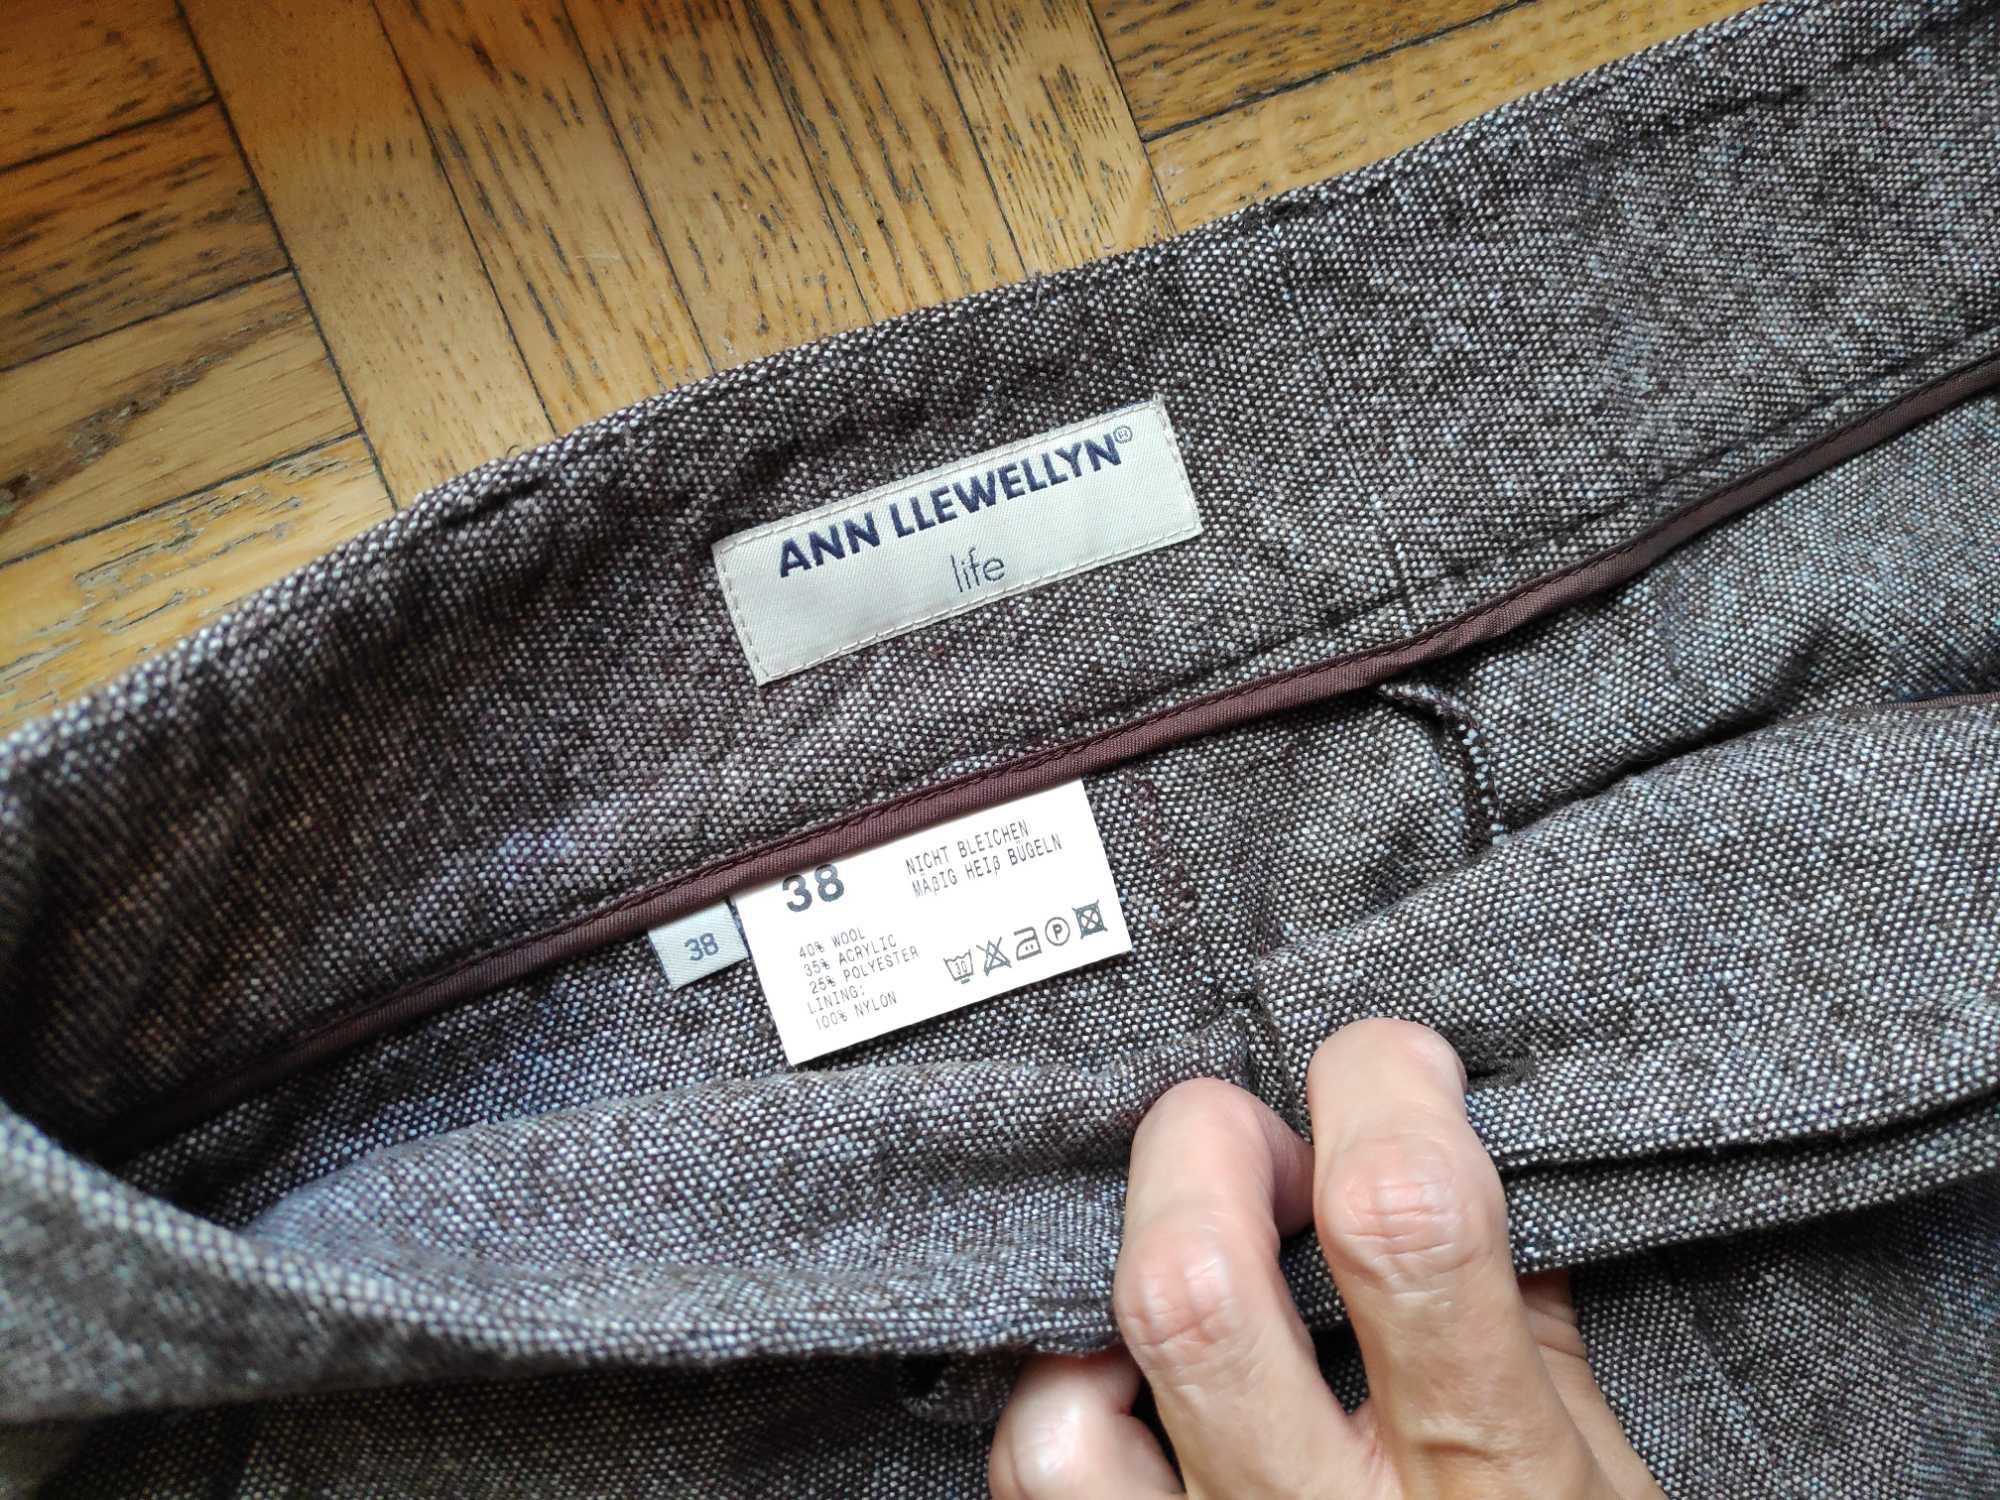 ANN LLEWELLYN®
life
38
38
NICHT BLEICHEN
MÄßIG HEIß BÜGELN
40% WOOL
35% ACRYLIC
25% POLYESTER
LINING:
100% NYLON
30
P